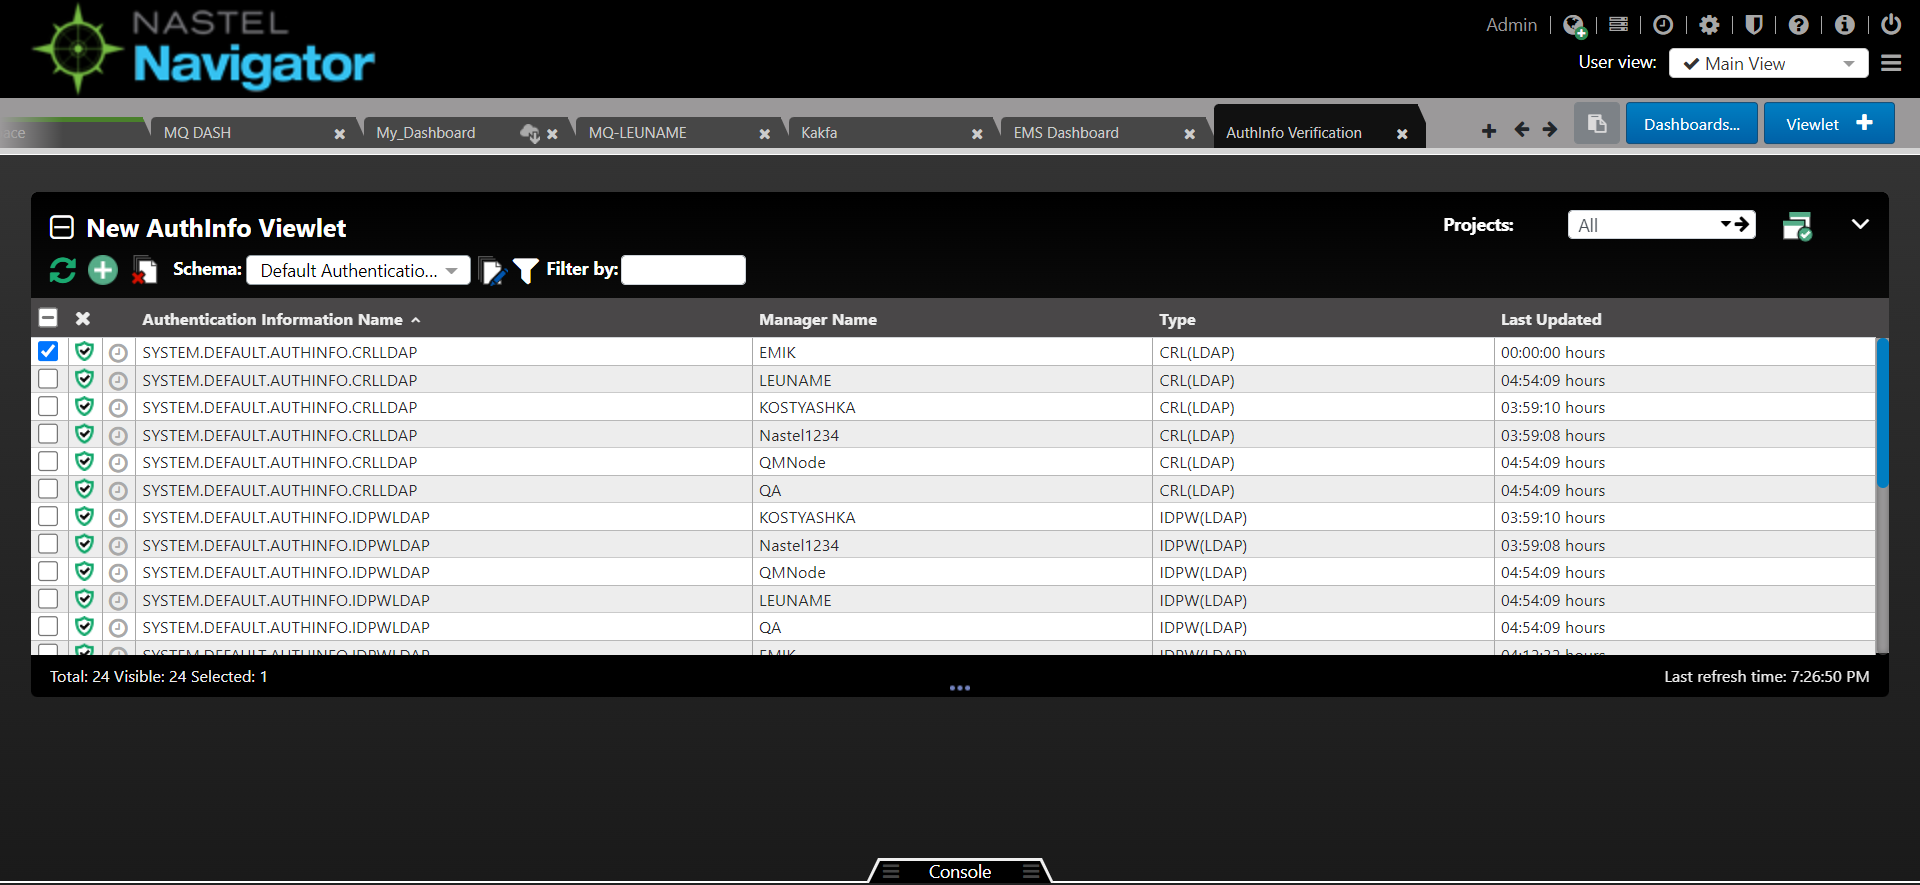 NASTEL
Navigator
Admin
User view: Main View
ace
MQ DASH
My_Dashboard
MQ-LEUNAME
Kakfa
EMS Dashboard
AuthInfo Verification
Dashboards...
Viewlet
New AuthInfo Viewlet
Projects: All
Schema: Default Authenticatio... Filter by:
Authentication Information Name Manager Name Type Last Updated
SYSTEM.DEFAULT.AUTHINFO.CRLLDAP EMIK CRL(LDAP) 00:00:00 hours
SYSTEM.DEFAULT.AUTHINFO.CRLLDAP LEUNAME CRL(LDAP) 04:54:09 hours
SYSTEM.DEFAULT.AUTHINFO.CRLLDAP KOSTYASHKA CRL(LDAP) 03:59:10 hours
SYSTEM.DEFAULT.AUTHINFO.CRLLDAP Nastel1234 CRL(LDAP) 03:59:08 hours
SYSTEM.DEFAULT.AUTHINFO.CRLLDAP QMNode CRL(LDAP) 04:54:09 hours
SYSTEM.DEFAULT.AUTHINFO.CRLLDAP QA CRL(LDAP) 04:54:09 hours
SYSTEM.DEFAULT.AUTHINFO.IDPWLDAP KOSTYASHKA IDPW(LDAP) 03:59:10 hours
SYSTEM.DEFAULT.AUTHINFO.IDPWLDAP Nastel1234 IDPW(LDAP) 03:59:08 hours
SYSTEM.DEFAULT.AUTHINFO.IDPWLDAP QMNode IDPW(LDAP) 04:54:09 hours
SYSTEM.DEFAULT.AUTHINFO.IDPWLDAP LEUNAME IDPW(LDAP) 04:54:09 hours
SYSTEM.DEFAULT.AUTHINFO.IDPWLDAP QA IDPW(LDAP) 04:54:09 hours
SYSTEM.DEFAULT.AUTHINFO.IDPWLDAP EMIK IDPW(LDAP) hours
Total: 24 Visible: 24 Selected: 1
Last refresh time: 7:26:50 PM
Console